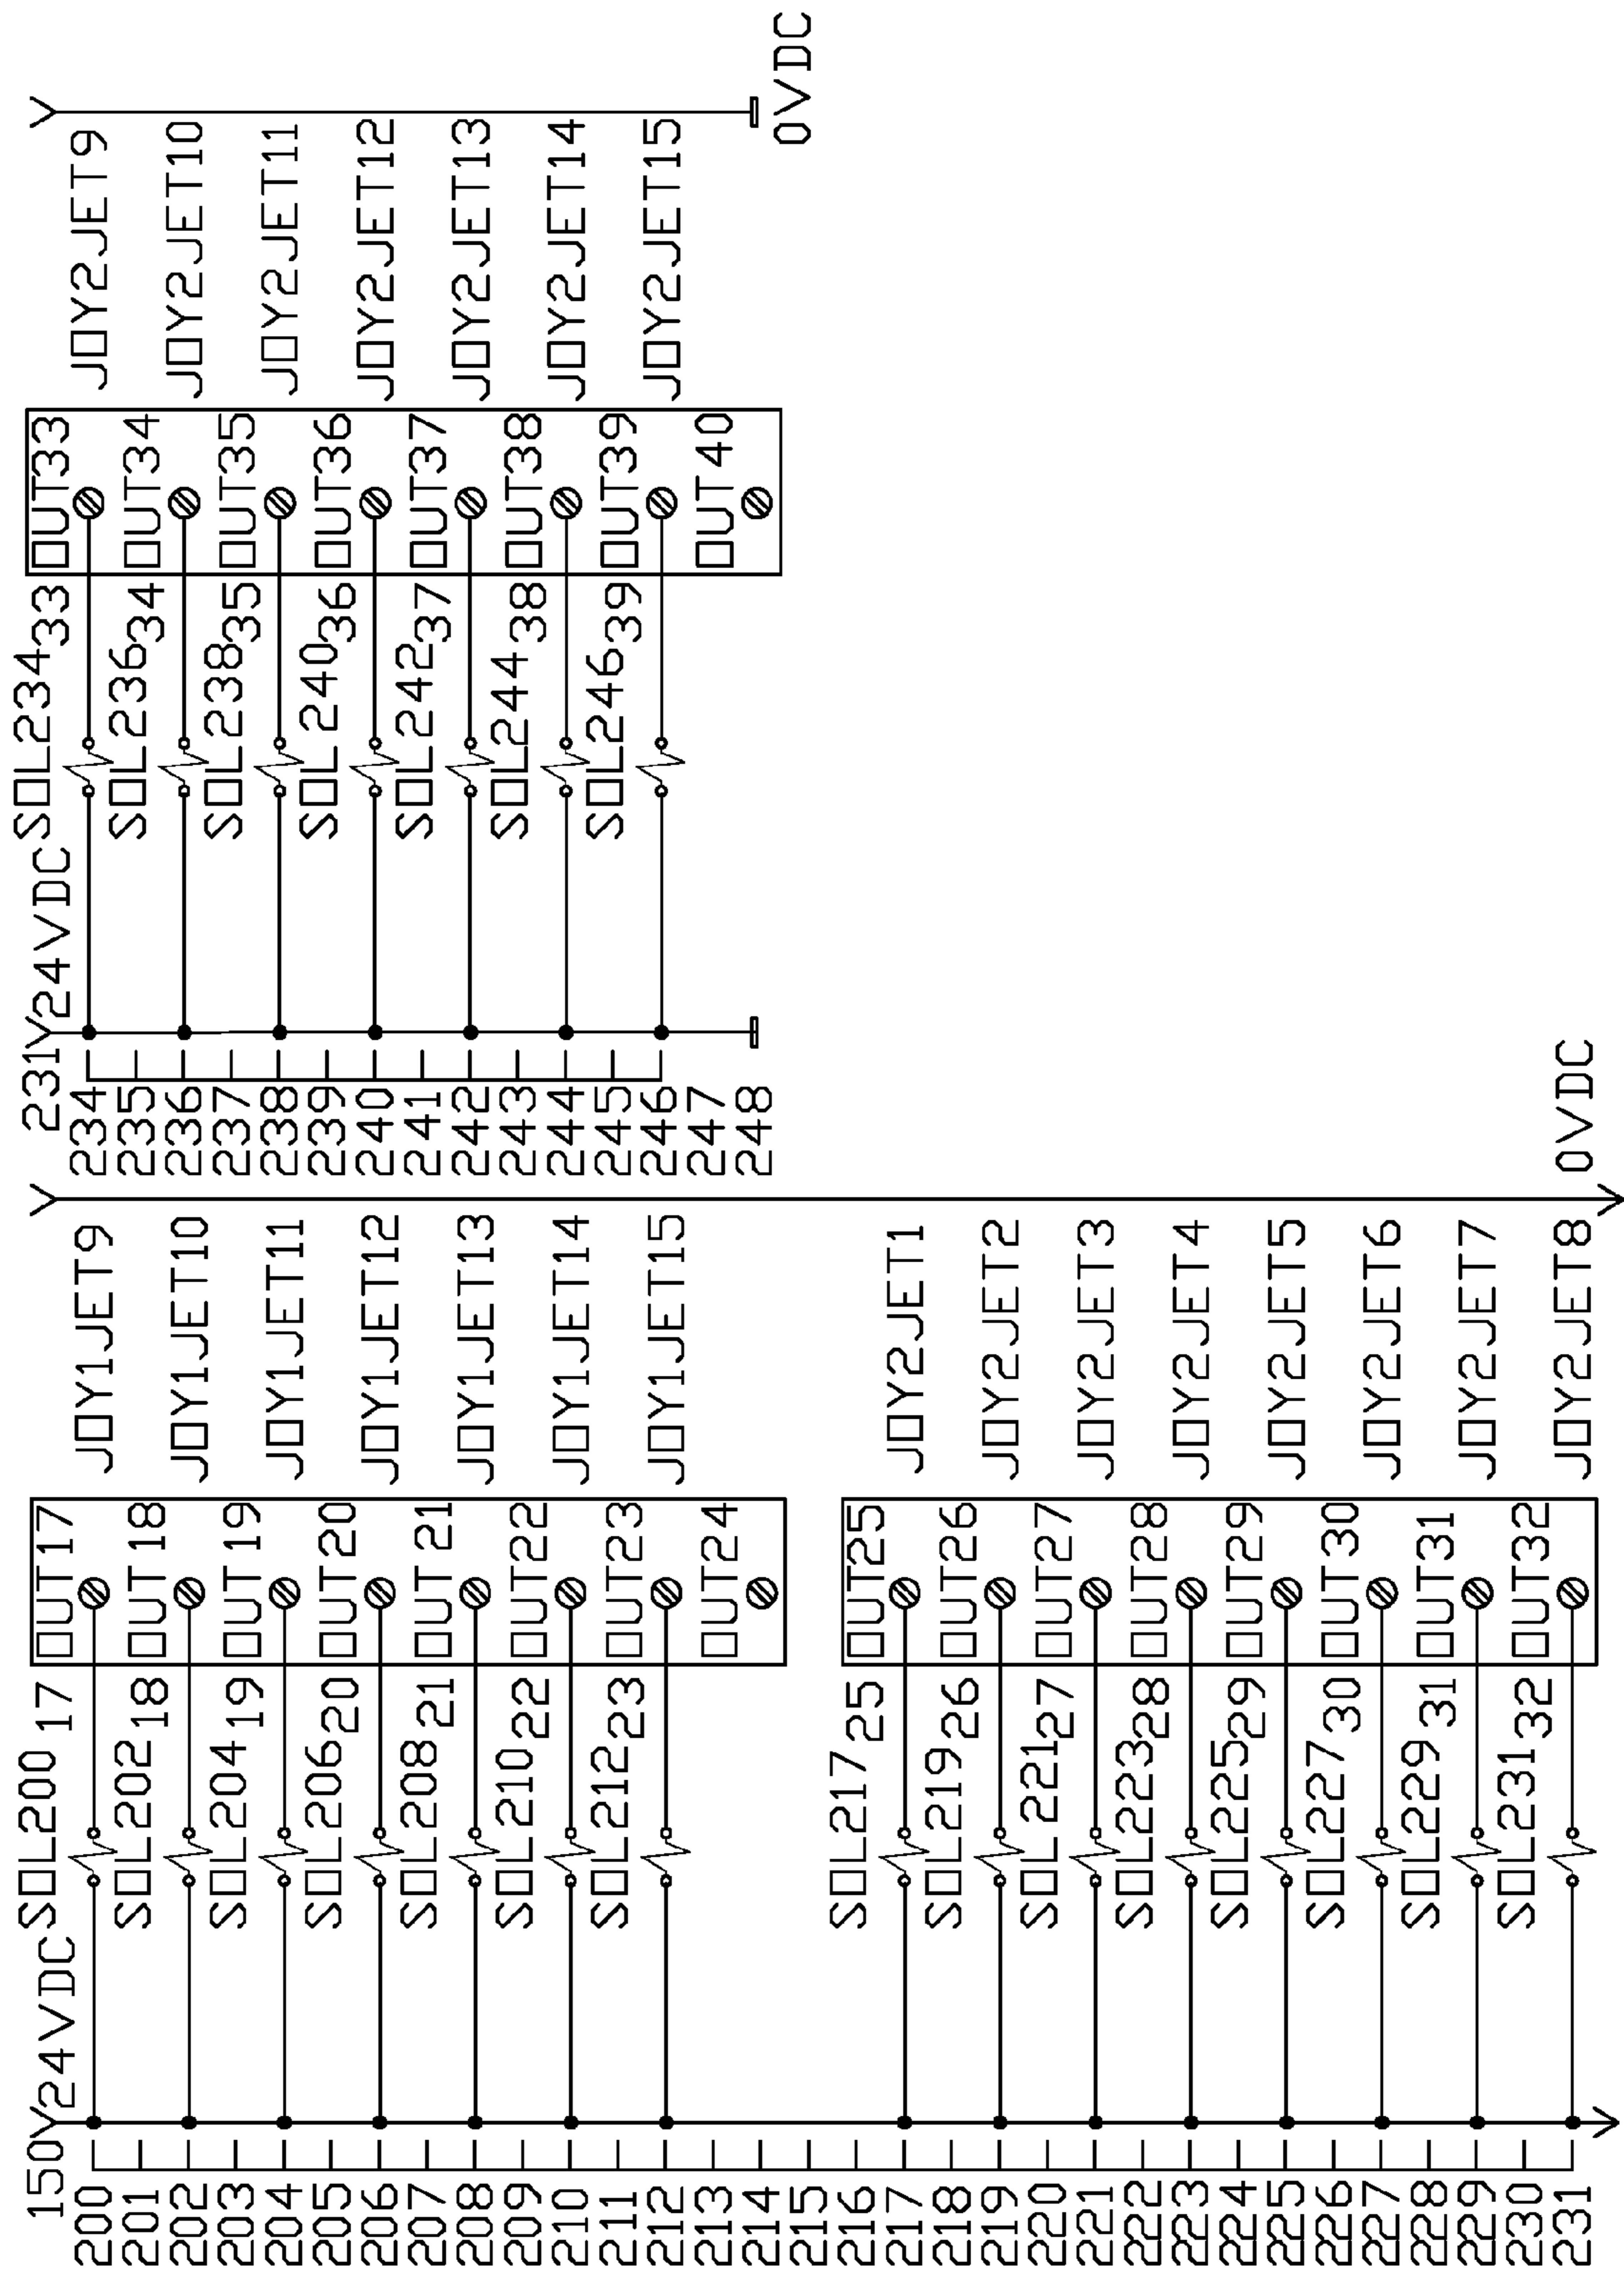 150 24VDC
200 SOL200 17 OUT17 JOY1JET9
201
202 SOL202 18 OUT18 JOY1JET10
203
204 SOL204 19 OUT19 JOY1JET11
205
206 SOL206 20 OUT20 JOY1JET12
207
208 SOL208 21 OUT21 JOY1JET13
209
210 SOL210 22 OUT22 JOY1JET14
211
212 SOL212 23 OUT23 JOY1JET15
213
214 OUT24
215
216
217 SOL217 25 OUT25 JOY2JET1
218
219 SOL219 26 OUT26 JOY2JET2
220
221 SOL221 27 OUT27 JOY2JET3
222
223 SOL223 28 OUT28 JOY2JET4
224
225 SOL225 29 OUT29 JOY2JET5
226
227 SOL227 30 OUT30 JOY2JET6
228
229 SOL229 31 OUT31 JOY2JET7
230
231 SOL231 32 OUT32 JOY2JET8
0VDC
231 24VDC
234 SOL234 33 OUT33 JOY2JET9
235
236 SOL236 34 OUT34 JOY2JET10
237
238 SOL238 35 OUT35 JOY2JET11
239
240 SOL240 36 OUT36 JOY2JET12
241
242 SOL242 37 OUT37 JOY2JET13
243
244 SOL244 38 OUT38 JOY2JET14
245
246 SOL246 39 OUT39 JOY2JET15
247
248 OUT40
0VDC